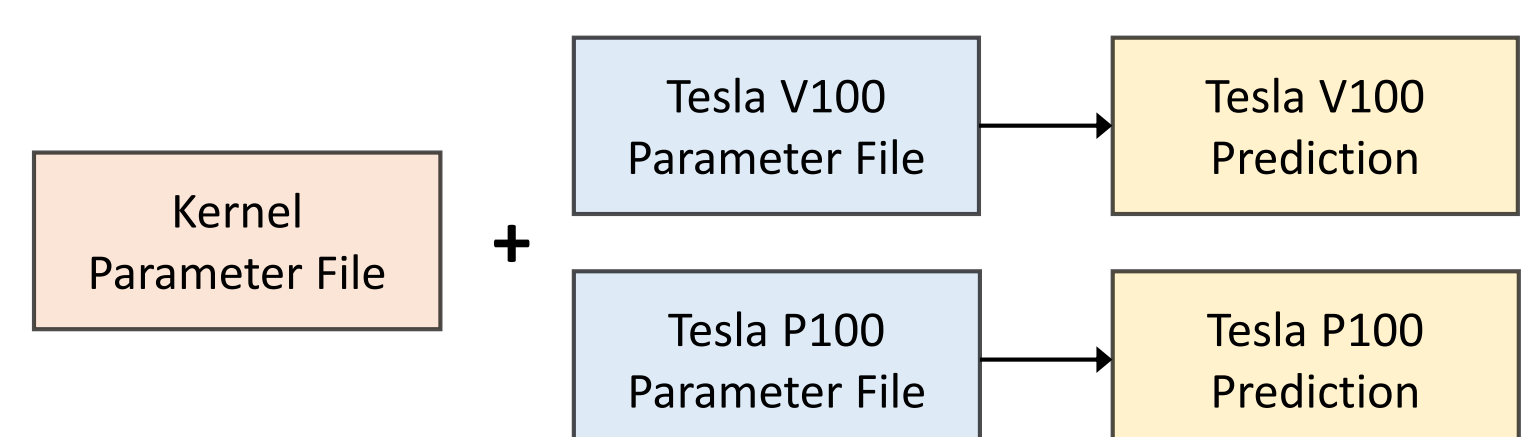 Kernel
Parameter File
+
Tesla V100
Parameter File
Tesla V100
Prediction
Tesla P100
Parameter File
Tesla P100
Prediction